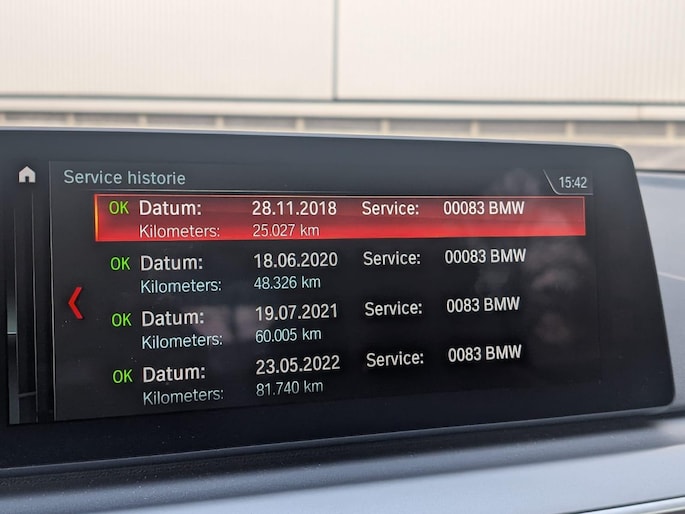 Service historie 15:42
OK Datum: 28.11.2018 Service: 00083 BMW
Kilometers: 25.027 km
OK Datum: 18.06.2020 Service: 00083 BMW
Kilometers: 48.326 km
OK Datum: 19.07.2021 Service: 0083 BMW
Kilometers: 60.005 km
OK Datum: 23.05.2022 Service: 0083 BMW
Kilometers: 81.740 km